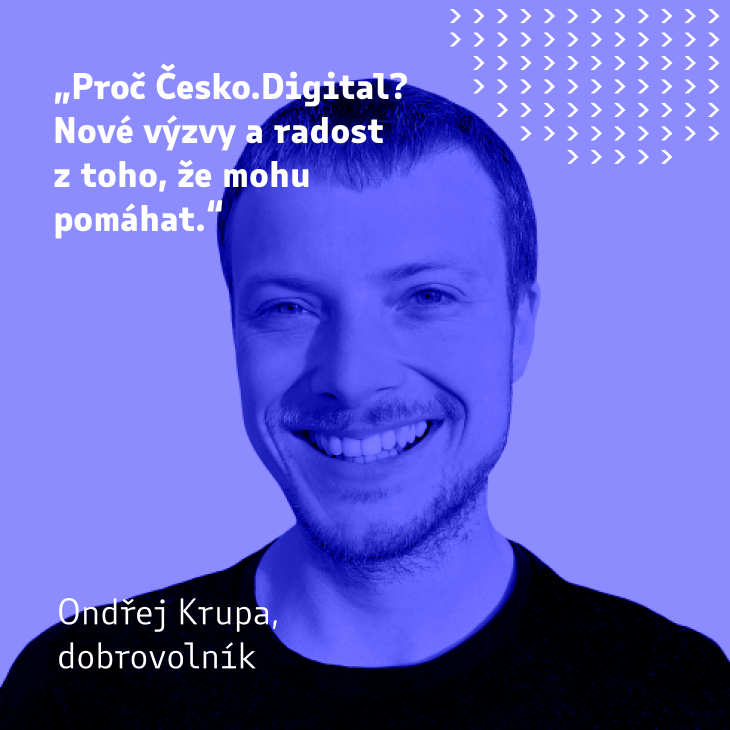 „Proč Česko.Digital?
Nové výzvy a radost
z toho, že mohu
pomáhat.“
Ondřej Krupa,
dobrovolník